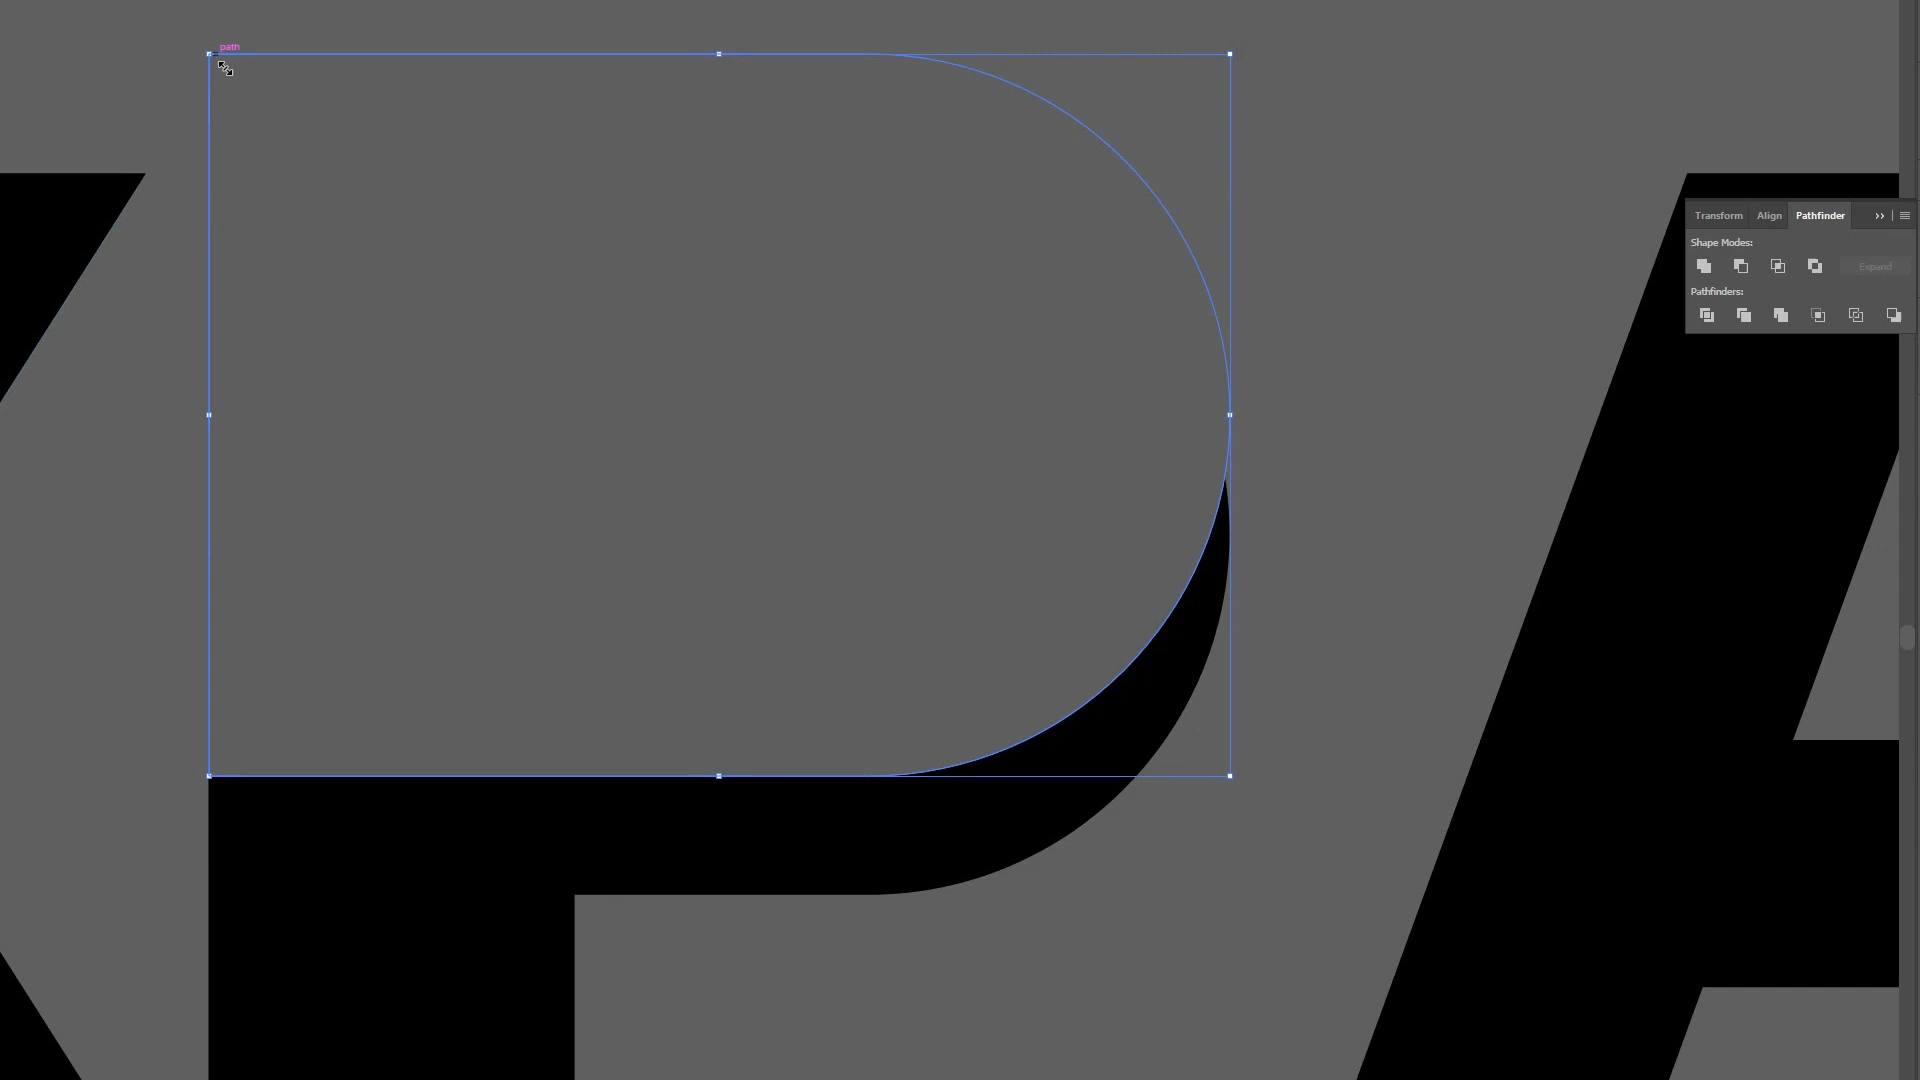 path
Transform Align Pathfinder
Shape Modes:
Expand
Pathfinders: